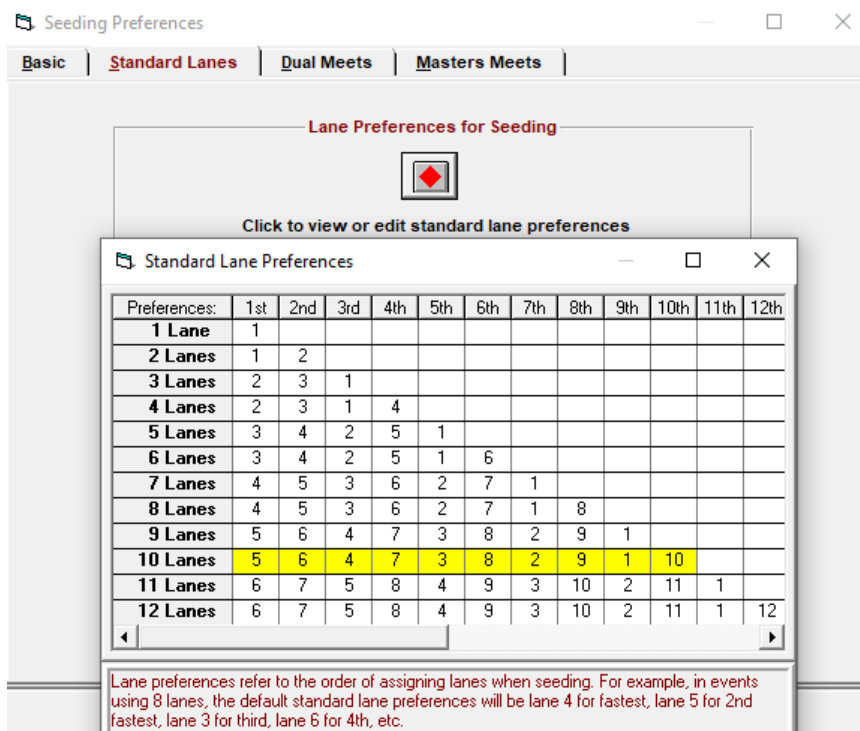 Seeding Preferences
Basic Standard Lanes Dual Meets Masters Meets
Lane Preferences for Seeding
Click to view or edit standard lane preferences
Standard Lane Preferences
Preferences: 1st 2nd 3rd 4th 5th 6th 7th 8th 9th 10th 11th 12th
1 Lane 1
2 Lanes 1 2
3 Lanes 2 3 1
4 Lanes 2 3 1 4
5 Lanes 3 4 2 5 1
6 Lanes 3 4 2 5 1 6
7 Lanes 4 5 3 6 2 7 1
8 Lanes 4 5 3 6 2 7 1 8
9 Lanes 5 6 4 7 3 8 2 9 1
10 Lanes 5 6 4 7 3 8 2 9 1 10
11 Lanes 6 7 5 8 4 9 3 10 2 11 1
12 Lanes 6 7 5 8 4 9 3 10 2 11 1 12
Lane preferences refer to the order of assigning lanes when seeding. For example, in events
using 8 lanes, the default standard lane preferences will be lane 4 for fastest, lane 5 for 2nd
fastest, lane 3 for third, lane 6 for 4th, etc.